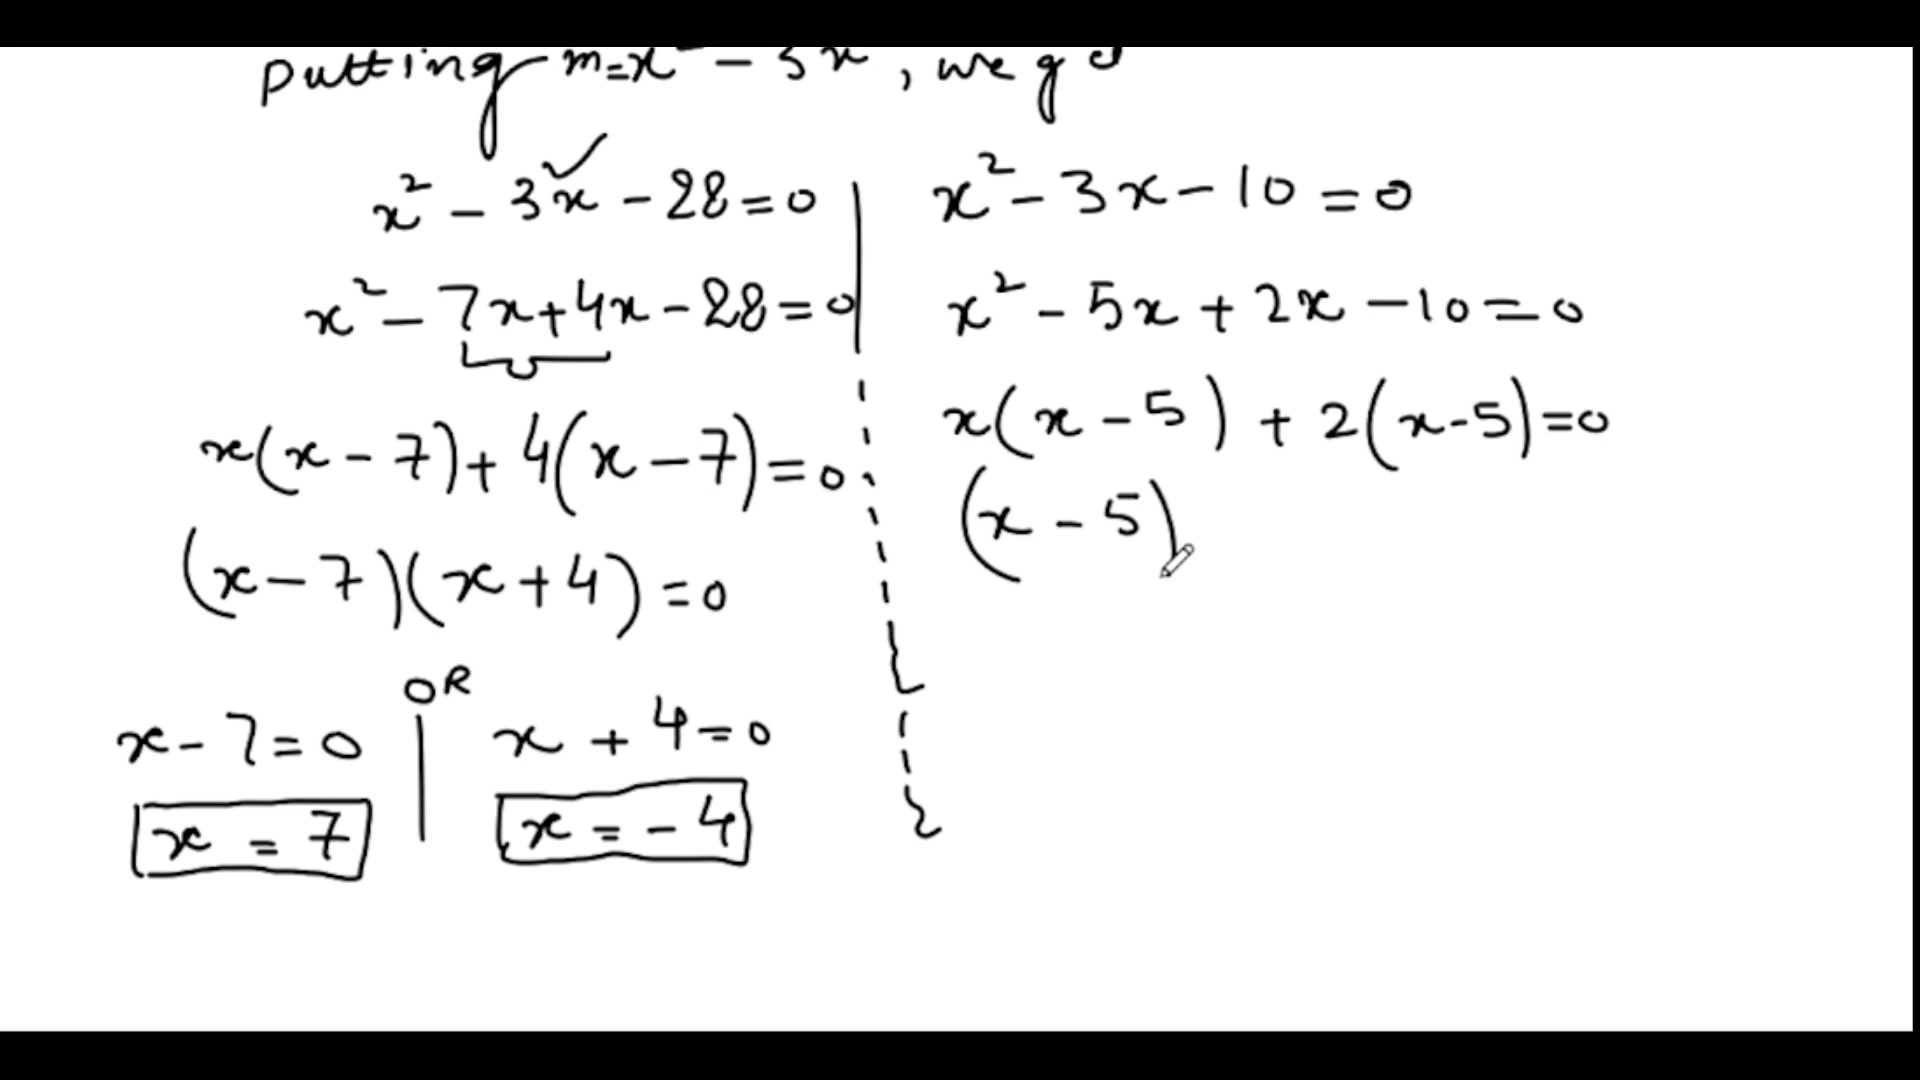 putting m=x² - 3x, we get
x² - 3x - 28=0
x² - 7x+4x - 28=0
x(x - 7)+ 4(x - 7)=0
(x - 7)(x+4)=0
OR
x - 7=0
x + 4=0
x = 7
x = - 4
x² - 3x - 10 = 0
x² - 5x + 2x - 10=0
x(x - 5) + 2(x-5)=0
(x - 5)